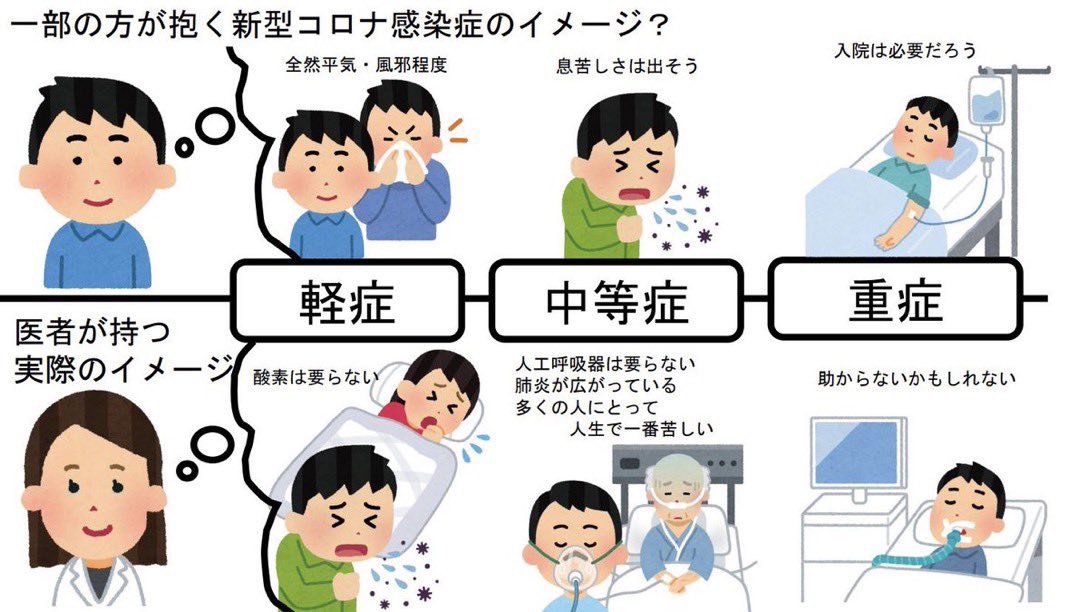 一部の方が抱く新型コロナ感染症のイメージ？
全然平気・風邪程度
息苦しさは出そう
入院は必要だろう
軽症
中等症
重症
医者が持つ
実際のイメージ
酸素は要らない
人工呼吸器は要らない
肺炎が広がっている
多くの人にとって
人生で一番苦しい
助からないかもしれない